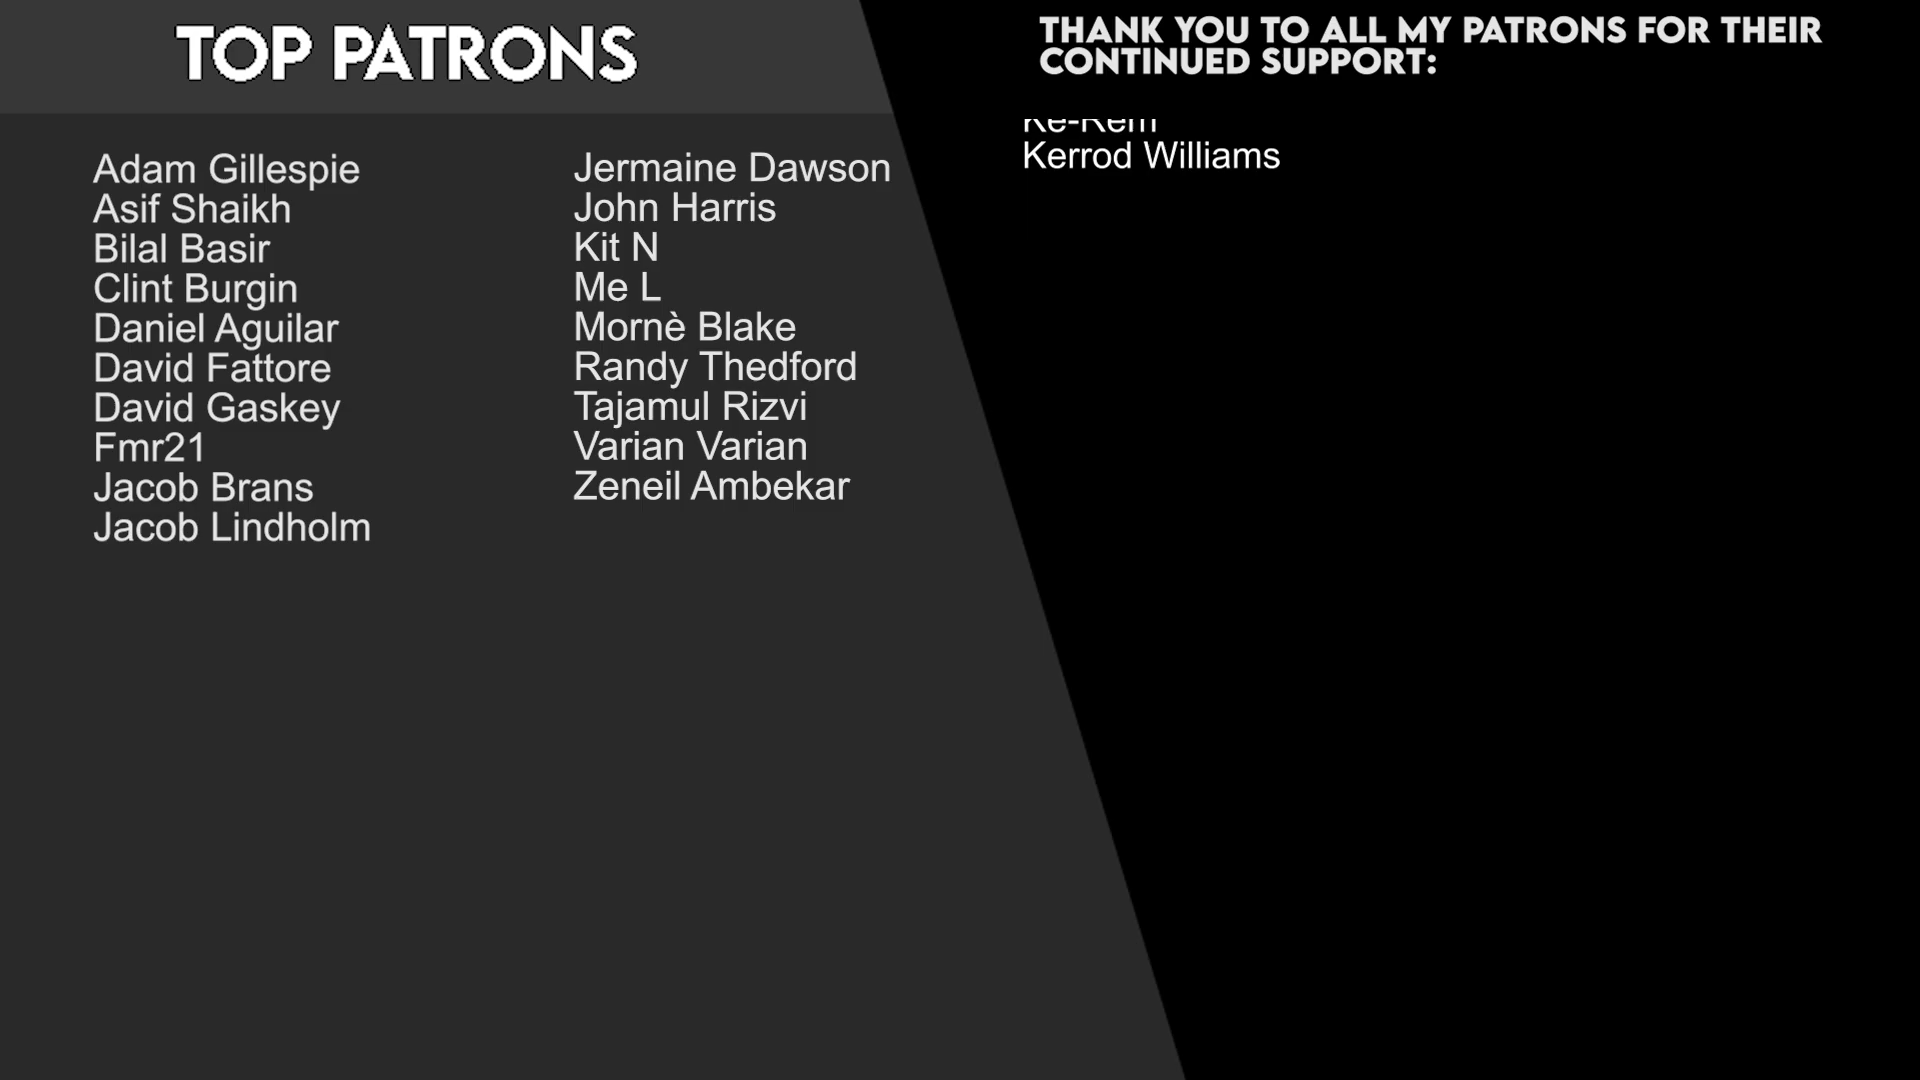 TOP PATRONS
Adam Gillespie
Asif Shaikh
Bilal Basir
Clint Burgin
Daniel Aguilar
David Fattore
David Gaskey
Fmr21
Jacob Brans
Jacob Lindholm
Jermaine Dawson
John Harris
Kit N
Me L
Mornè Blake
Randy Thedford
Tajamul Rizvi
Varian Varian
Zeneil Ambekar
THANK YOU TO ALL MY PATRONS FOR THEIR
CONTINUED SUPPORT:
Kerrod Williams